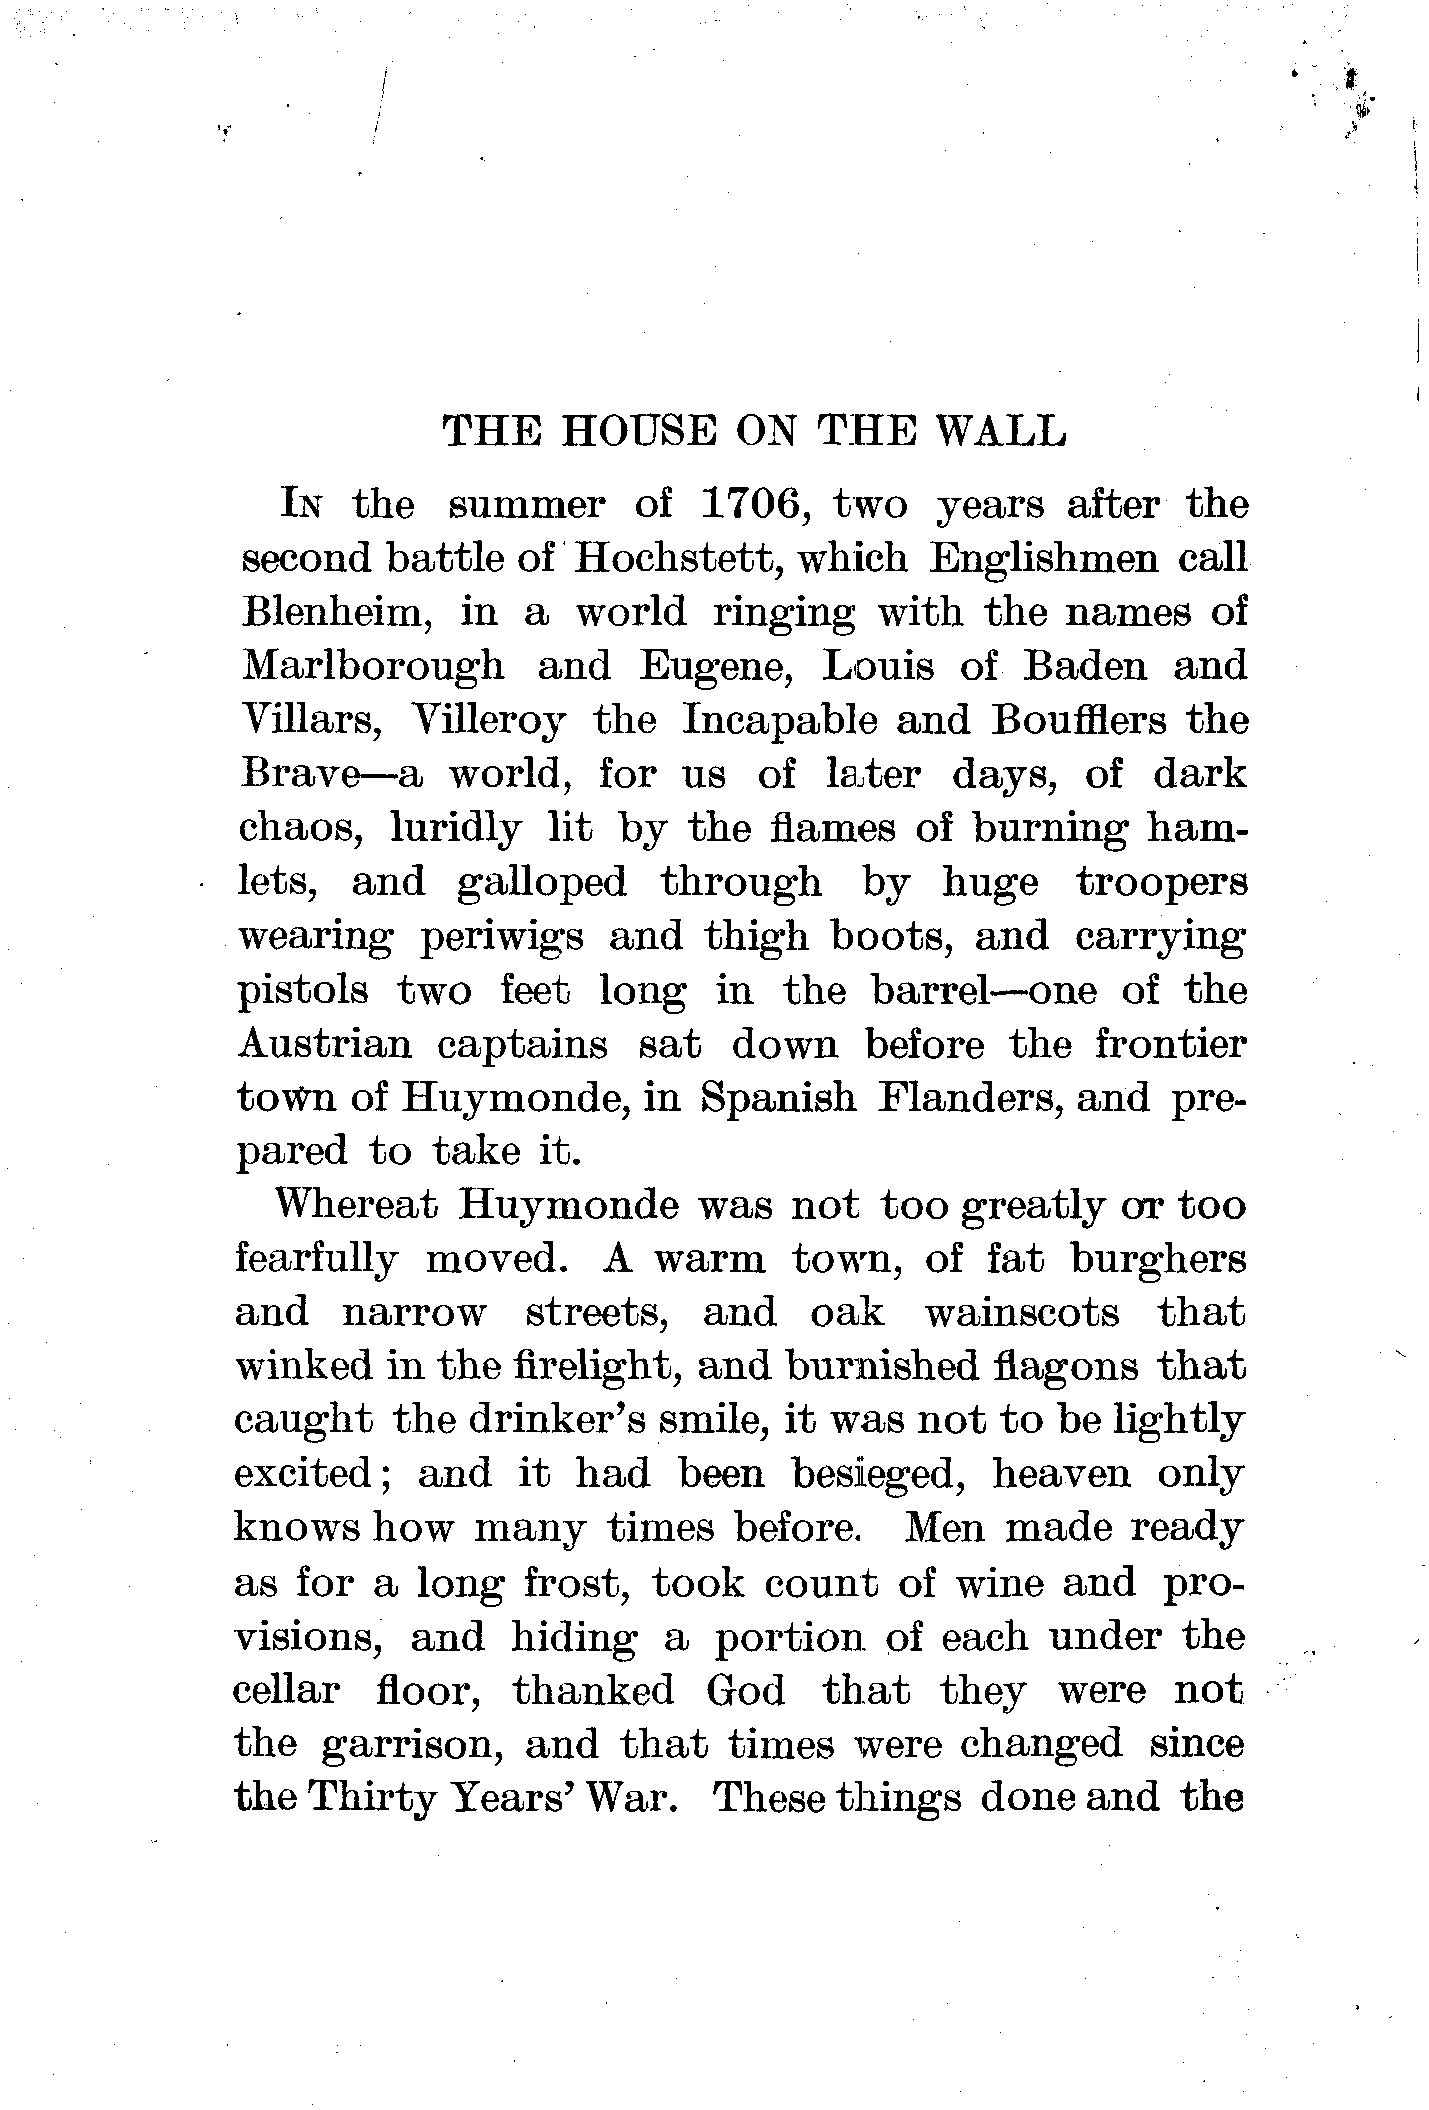 THE HOUSE ON THE WALL
In the summer of 1706, two years after the
second battle of Hochstett, which Englishmen call
Blenheim, in a world ringing with the names of
Marlborough and Eugene, Louis of Baden and
Villars, Villeroy the Incapable and Boufflers the
Brave—a world, for us of later days, of dark
chaos, luridly lit by the flames of burning ham-
lets, and galloped through by huge troopers
wearing periwigs and thigh boots, and carrying
pistols two feet long in the barrel—one of the
Austrian captains sat down before the frontier
town of Huymonde, in Spanish Flanders, and pre-
pared to take it.
Whereat Huymonde was not too greatly or too
fearfully moved. A warm town, of fat burghers
and narrow streets, and oak wainscots that
winked in the firelight, and burnished flagons that
caught the drinker's smile, it was not to be lightly
excited; and it had been besieged, heaven only
knows how many times before. Men made ready
as for a long frost, took count of wine and pro-
visions, and hiding a portion of each under the
cellar floor, thanked God that they were not
the garrison, and that times were changed since
the Thirty Years' War. These things done and the